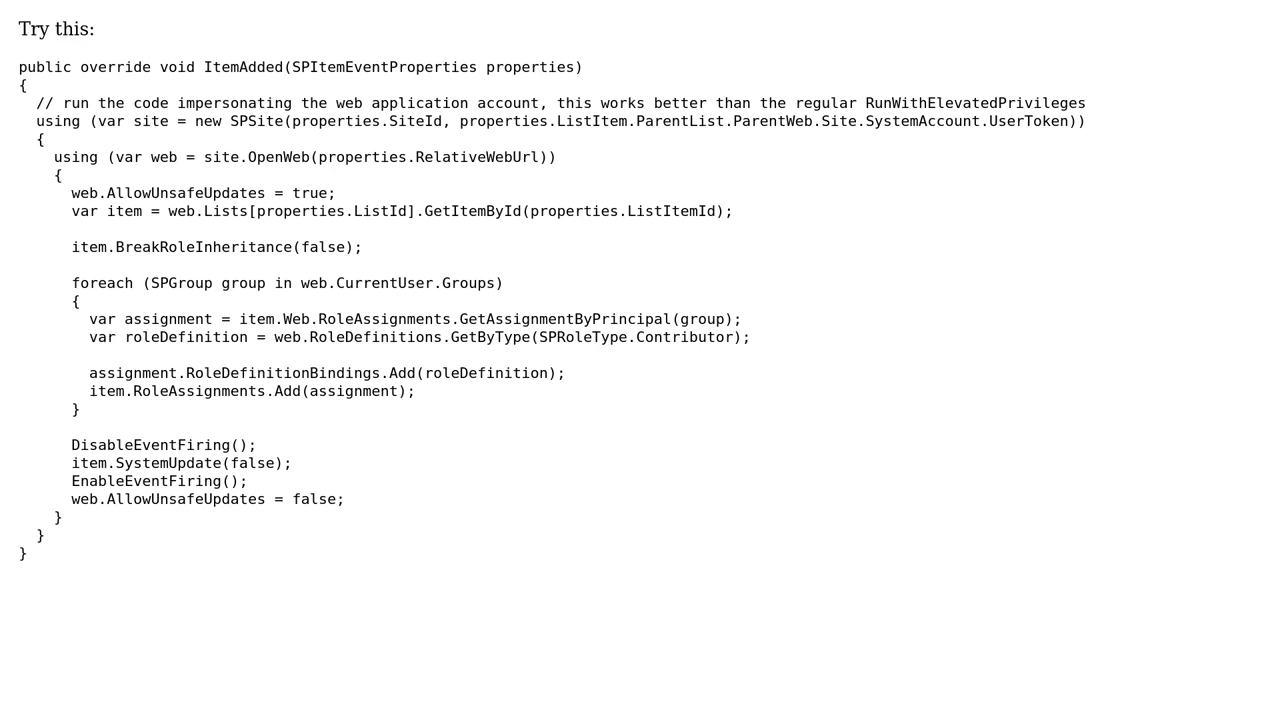 Try this:
public override void ItemAdded(SPItemEventProperties properties)
{
  // run the code impersonating the web application account, this works better than the regular RunWithElevatedPrivileges
  using (var site = new SPSite(properties.SiteId, properties.ListItem.ParentList.ParentWeb.Site.SystemAccount.UserToken))
  {
    using (var web = site.OpenWeb(properties.RelativeWebUrl))
    {
      web.AllowUnsafeUpdates = true;
      var item = web.Lists[properties.ListId].GetItemById(properties.ListItemId);

      item.BreakRoleInheritance(false);

      foreach (SPGroup group in web.CurrentUser.Groups)
      {
        var assignment = item.Web.RoleAssignments.GetAssignmentByPrincipal(group);
        var roleDefinition = web.RoleDefinitions.GetByType(SPRoleType.Contributor);

        assignment.RoleDefinitionBindings.Add(roleDefinition);
        item.RoleAssignments.Add(assignment);
      }

      DisableEventFiring();
      item.SystemUpdate(false);
      EnableEventFiring();
      web.AllowUnsafeUpdates = false;
    }
  }
}